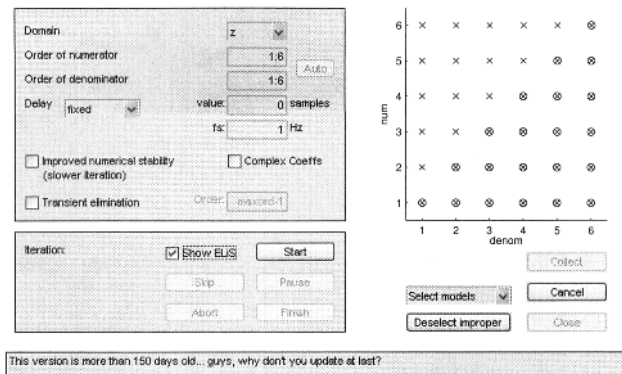 Domain z
Order of numerator 1:6
Order of denominator 1:6
Auto
Delay fixed value: 0 samples
fs: 1 Hz
Improved numerical stability
(slower iteration)
Complex Coeffs
Transient elimination Order: maxord-1
Iteration: Show ELiS Start
Skip Pause
Abort Finish
num
6
5
4
3
2
1
1 2 3 4 5 6
denom
Collect
Select models Cancel
Deselect improper Close
This version is more than 150 days old... guys, why don't you update at last?